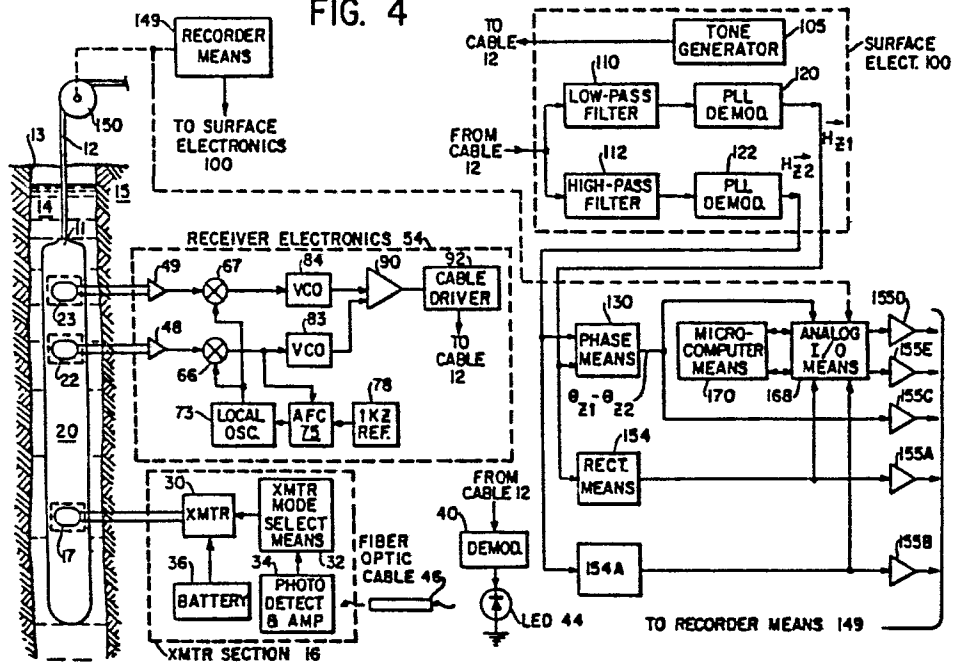 FIG. 4
149
RECORDER
MEANS
TO SURFACE
ELECTRONICS
100
150
12
13
14
15
11
23
22
20
17
TO
CABLE
12
TONE
GENERATOR
105
SURFACE
ELECT. 100
110
LOW-PASS
FILTER
120
PLL
DEMOD.
HZ1
FROM
CABLE
12
112
HIGH-PASS
FILTER
122
PLL
DEMOD.
HZ2
RECEIVER ELECTRONICS 54
49
67
84
VCO
90
92
CABLE
DRIVER
TO
CABLE
12
48
66
83
VCO
73
LOCAL
OSC.
AFC
75
78
1KZ
REF.
130
PHASE
MEANS
θZ1-θZ2
MICRO-
COMPUTER
MEANS
170
ANALOG
I/O
MEANS
168
155D
155E
155C
154
RECT.
MEANS
155A
154A
155B
TO RECORDER MEANS 149
30
XMTR
XMTR
MODE
SELECT
MEANS
32
36
BATTERY
34
PHOTO
DETECT
& AMP
XMTR SECTION 16
FIBER
OPTIC
CABLE 46
FROM
CABLE 12
40
DEMOD.
LED 44